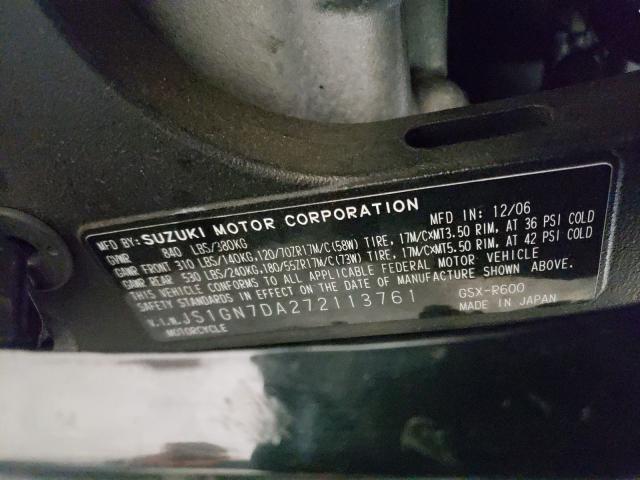 MFD BY: SUZUKI MOTOR CORPORATION MFD IN: 12/06
GVWR 840 LBS/380KG
GAWR FRONT 310 LBS/140KG,120/70ZR17M/C(58W) TIRE, 17M/C×MT3.50 RIM, AT 36 PSI COLD
GAWR REAR 530 LBS/240KG,180/55ZR17M/C(73W) TIRE, 17M/C×MT5.50 RIM, AT 42 PSI COLD
THIS VEHICLE CONFORMS TO ALL APPLICABLE FEDERAL MOTOR VEHICLE
SAFETY STANDARDS IN EFFECT ON THE DATE OF MANUFACTURE SHOWN ABOVE.
V.I.N. JS1GN7DA272113761 GSX-R600
MOTORCYCLE MADE IN JAPAN